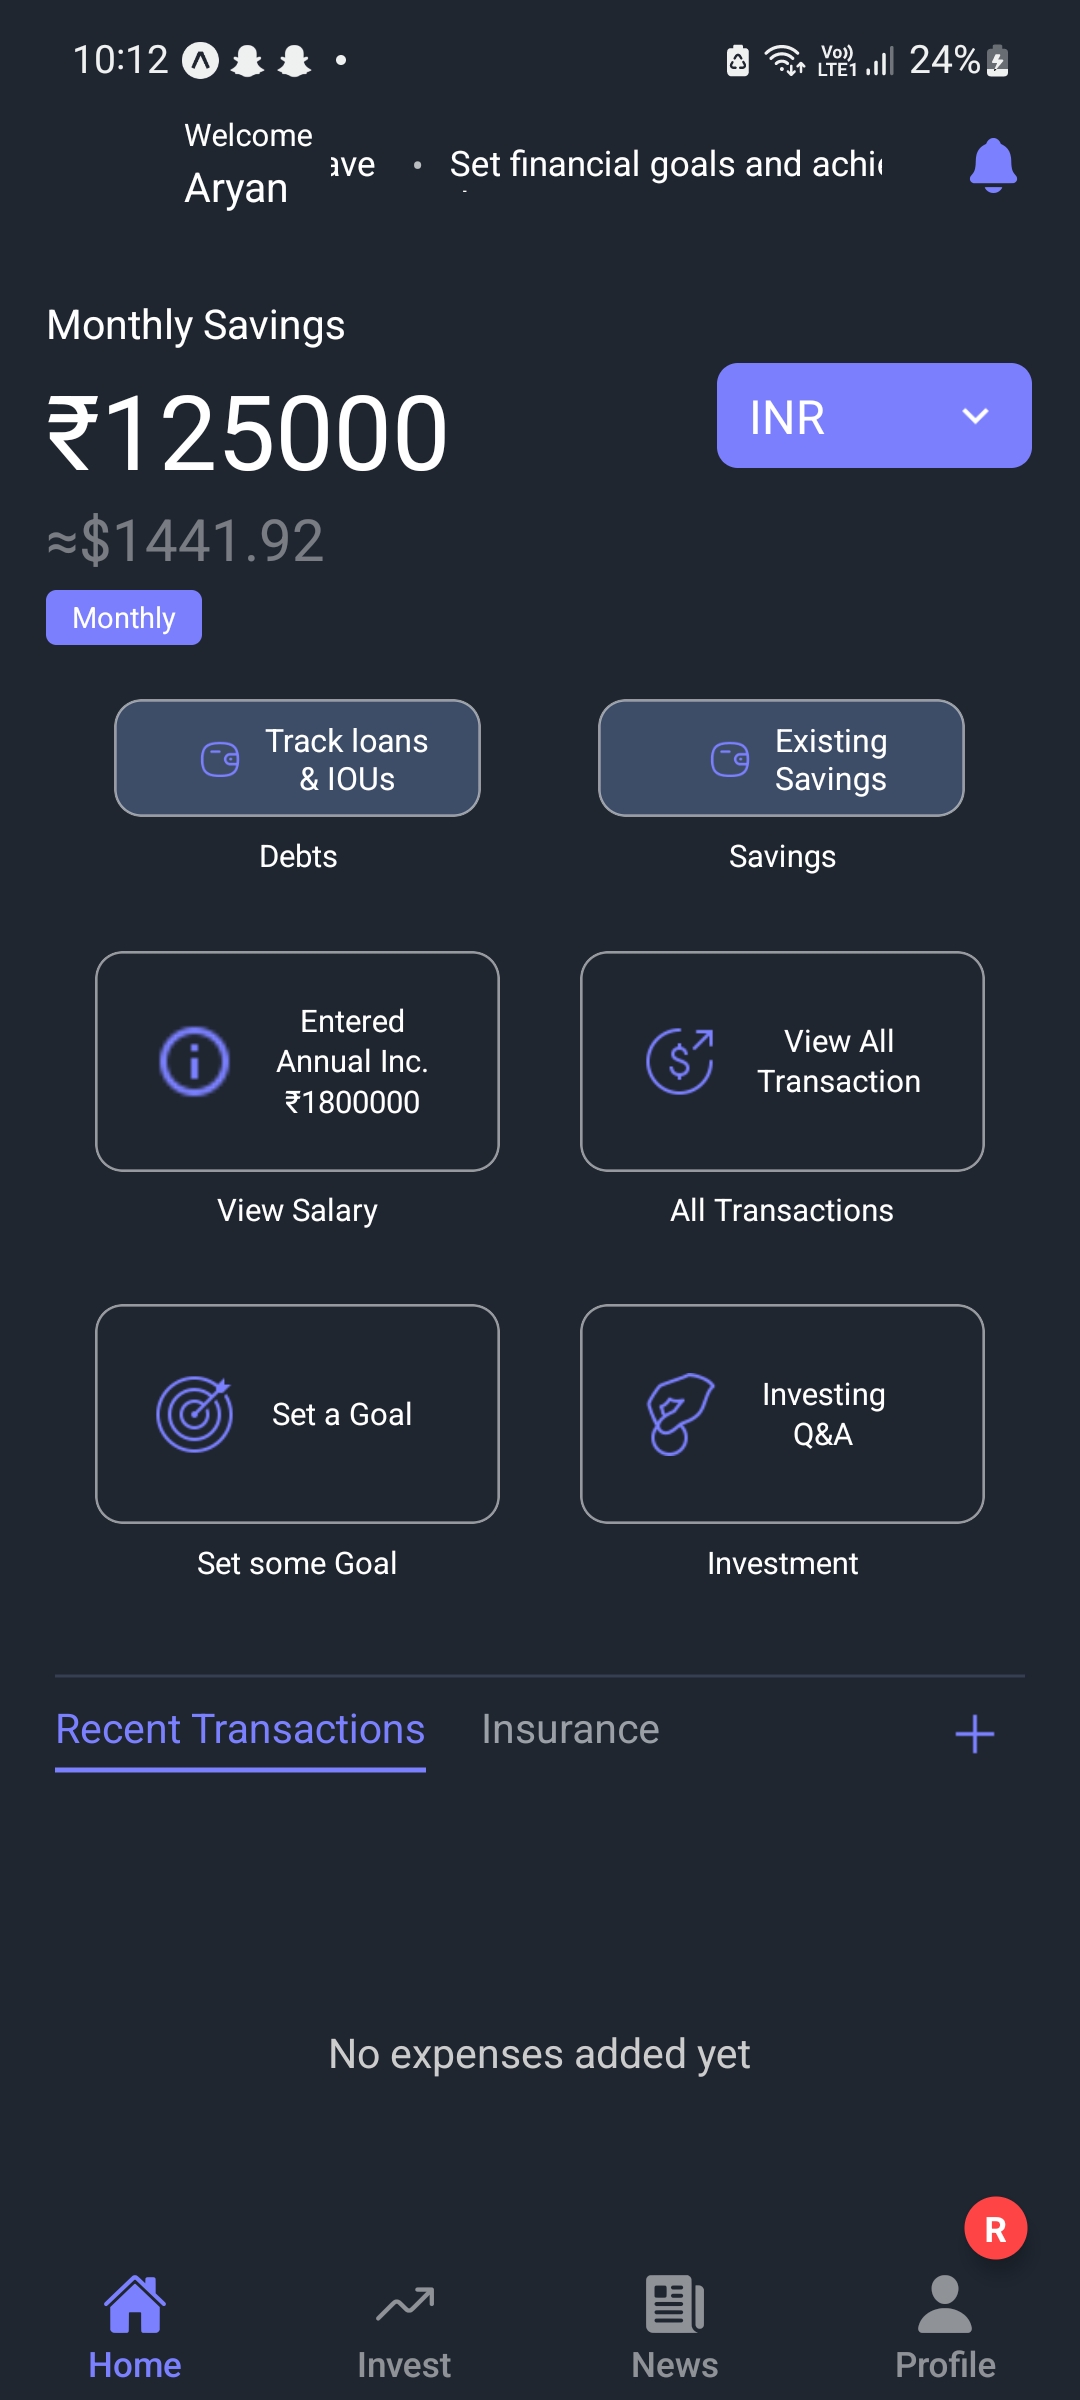 10:12
Vo)) LTE1 24%
Welcome
Aryan
ave • Set financial goals and achi
Monthly Savings
₹125000
INR
≈$1441.92
Monthly
Track loans
& IOUs
Existing
Savings
Debts
Savings
Entered
Annual Inc.
₹1800000
View All
Transaction
View Salary
All Transactions
Set a Goal
Investing
Q&A
Set some Goal
Investment
Recent Transactions
Insurance
No expenses added yet
R
Home
Invest
News
Profile